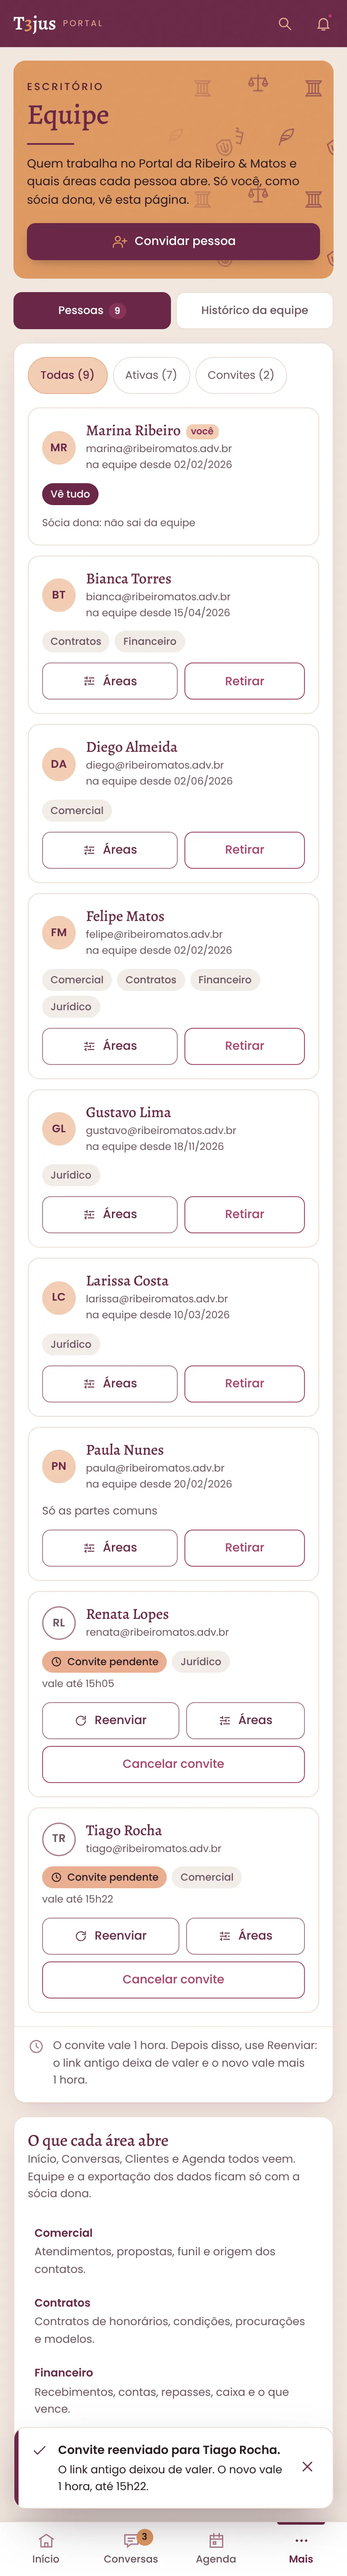 T3jus PORTAL
ESCRITÓRIO
Equipe
Quem trabalha no Portal da Ribeiro & Matos e
quais áreas cada pessoa abre. Só você, como
sócia dona, vê esta página.
Convidar pessoa
Pessoas 9
Histórico da equipe
Todas (9)
Ativas (7)
Convites (2)
MR
Marina Ribeiro você
marina@ribeiromatos.adv.br
na equipe desde 02/02/2026
Vê tudo
Sócia dona: não sai da equipe
BT
Bianca Torres
bianca@ribeiromatos.adv.br
na equipe desde 15/04/2026
Contratos Financeiro
Áreas Retirar
DA
Diego Almeida
diego@ribeiromatos.adv.br
na equipe desde 02/06/2026
Comercial
Áreas Retirar
FM
Felipe Matos
felipe@ribeiromatos.adv.br
na equipe desde 02/02/2026
Comercial Contratos Financeiro
Jurídico
Áreas Retirar
GL
Gustavo Lima
gustavo@ribeiromatos.adv.br
na equipe desde 18/11/2026
Jurídico
Áreas Retirar
LC
Larissa Costa
larissa@ribeiromatos.adv.br
na equipe desde 10/03/2026
Jurídico
Áreas Retirar
PN
Paula Nunes
paula@ribeiromatos.adv.br
na equipe desde 20/02/2026
Só as partes comuns
Áreas Retirar
RL
Renata Lopes
renata@ribeiromatos.adv.br
Convite pendente Jurídico
vale até 15h05
Reenviar Áreas
Cancelar convite
TR
Tiago Rocha
tiago@ribeiromatos.adv.br
Convite pendente Comercial
vale até 15h22
Reenviar Áreas
Cancelar convite
O convite vale 1 hora. Depois disso, use Reenviar:
o link antigo deixa de valer e o novo vale mais
1 hora.
O que cada área abre
Início, Conversas, Clientes e Agenda todos veem.
Equipe e a exportação dos dados ficam só com a
sócia dona.
Comercial
Atendimentos, propostas, funil e origem dos
contatos.
Contratos
Contratos de honorários, condições, procurações
e modelos.
Financeiro
Recebimentos, contas, repasses, caixa e o que
vence.
Convite reenviado para Tiago Rocha.
O link antigo deixou de valer. O novo vale
1 hora, até 15h22.
3
Início Conversas Agenda Mais